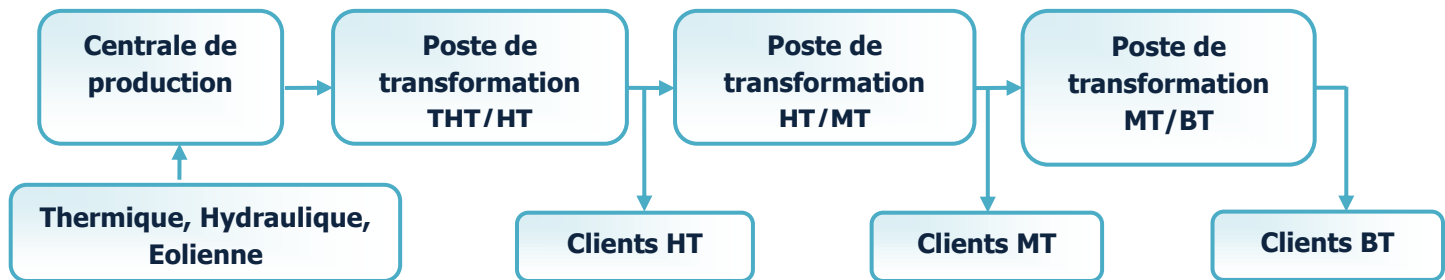 Centrale de
production
Poste de
transformation
THT/HT
Poste de
transformation
HT/MT
Poste de
transformation
MT/BT
Thermique, Hydraulique,
Eolienne
Clients HT
Clients MT
Clients BT